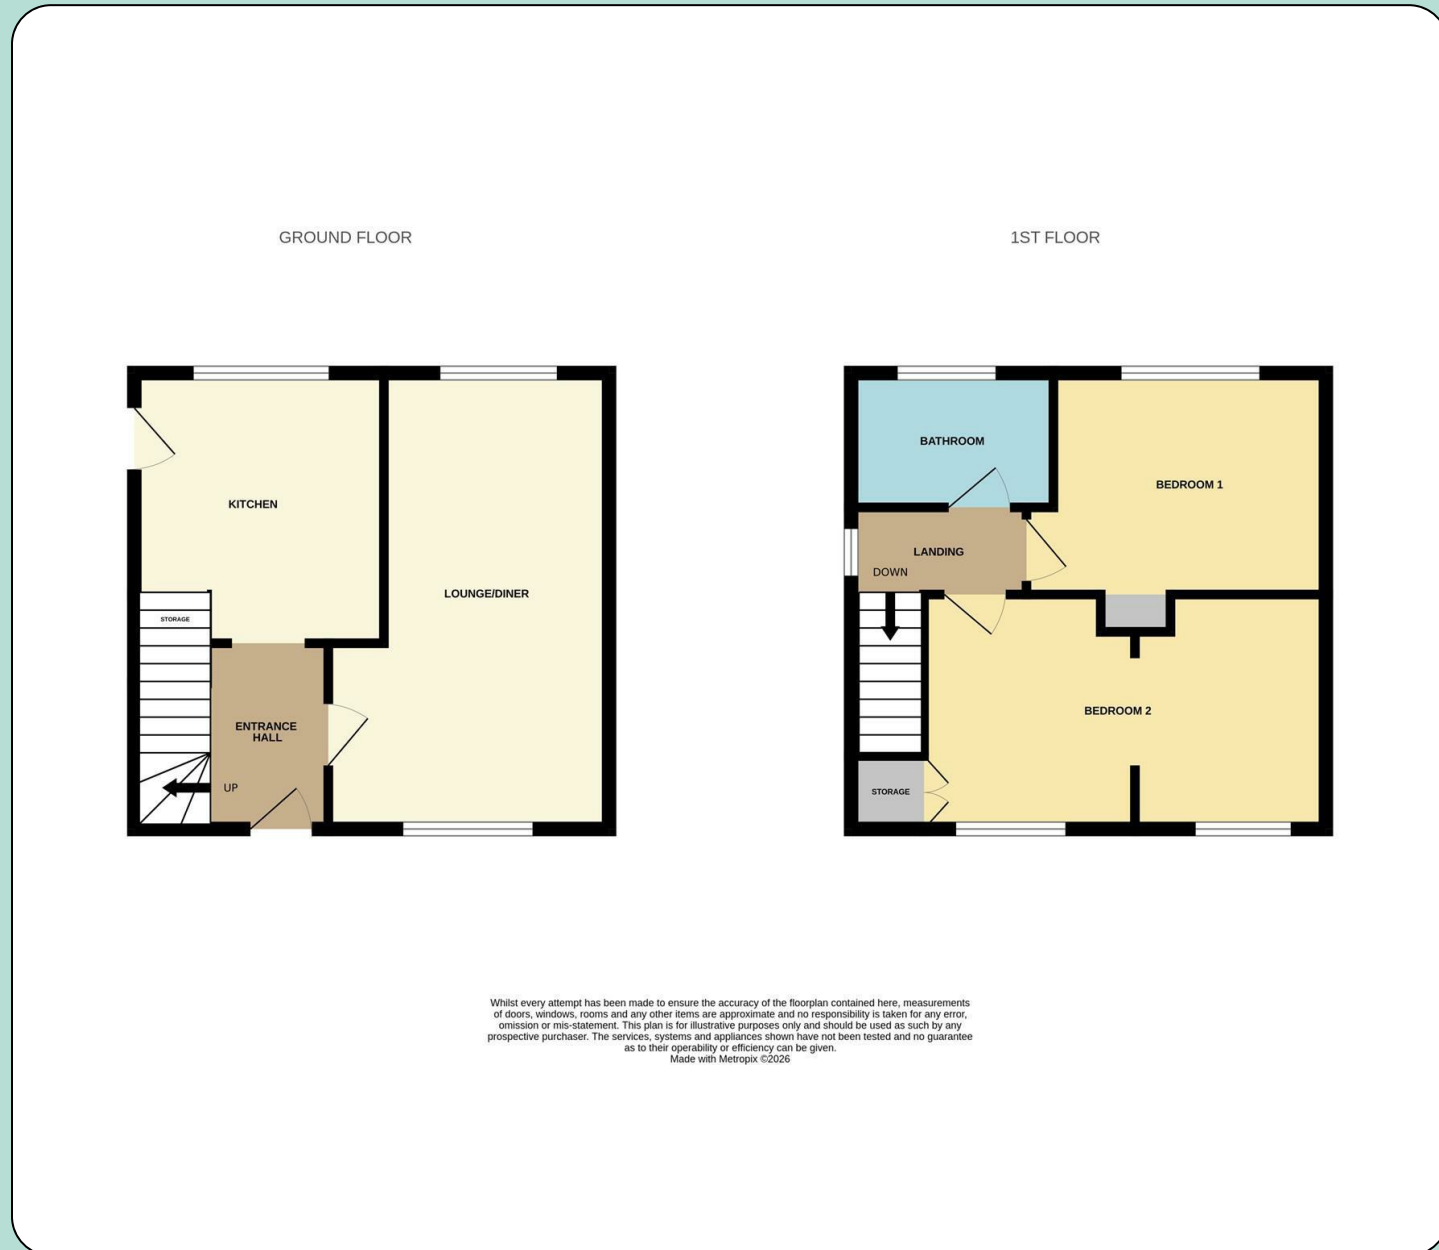 GROUND FLOOR
1ST FLOOR
KITCHEN
STORAGE
LOUNGE/DINER
ENTRANCE
HALL
UP
BATHROOM
BEDROOM 1
LANDING
DOWN
BEDROOM 2
STORAGE
Whilst every attempt has been made to ensure the accuracy of the floorplan contained here, measurements
of doors, windows, rooms and any other items are approximate and no responsibility is taken for any error,
omission or mis-statement. This plan is for illustrative purposes only and should be used as such by any
prospective purchaser. The services, systems and appliances shown have not been tested and no guarantee
as to their operability or efficiency can be given.
Made with Metropix ©2026